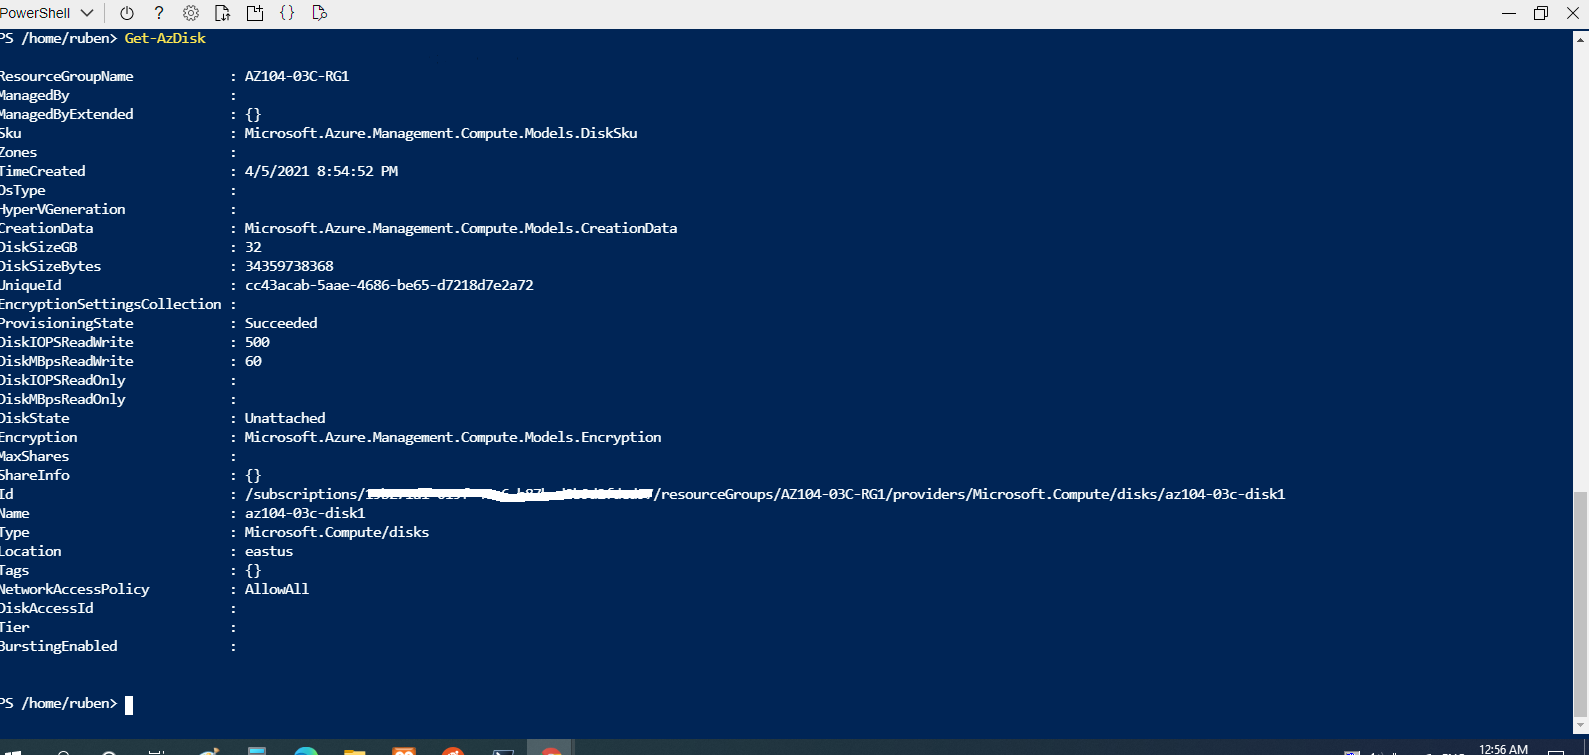 PowerShell
PS /home/ruben> Get-AzDisk
ResourceGroupName : AZ104-03C-RG1
ManagedBy :
ManagedByExtended : {}
Sku : Microsoft.Azure.Management.Compute.Models.DiskSku
Zones :
TimeCreated : 4/5/2021 8:54:52 PM
OsType :
HyperVGeneration :
CreationData : Microsoft.Azure.Management.Compute.Models.CreationData
DiskSizeGB : 32
DiskSizeBytes : 34359738368
UniqueId : cc43acab-5aae-4686-be65-d7218d7e2a72
EncryptionSettingsCollection :
ProvisioningState : Succeeded
DiskIOPSReadWrite : 500
DiskMBpsReadWrite : 60
DiskIOPSReadOnly :
DiskMBpsReadOnly :
DiskState : Unattached
Encryption : Microsoft.Azure.Management.Compute.Models.Encryption
MaxShares :
ShareInfo : {}
Id : /subscriptions/ /resourceGroups/AZ104-03C-RG1/providers/Microsoft.Compute/disks/az104-03c-disk1
Name : az104-03c-disk1
Type : Microsoft.Compute/disks
Location : eastus
Tags : {}
NetworkAccessPolicy : AllowAll
DiskAccessId :
Tier :
BurstingEnabled :
PS /home/ruben>
12:56 AM